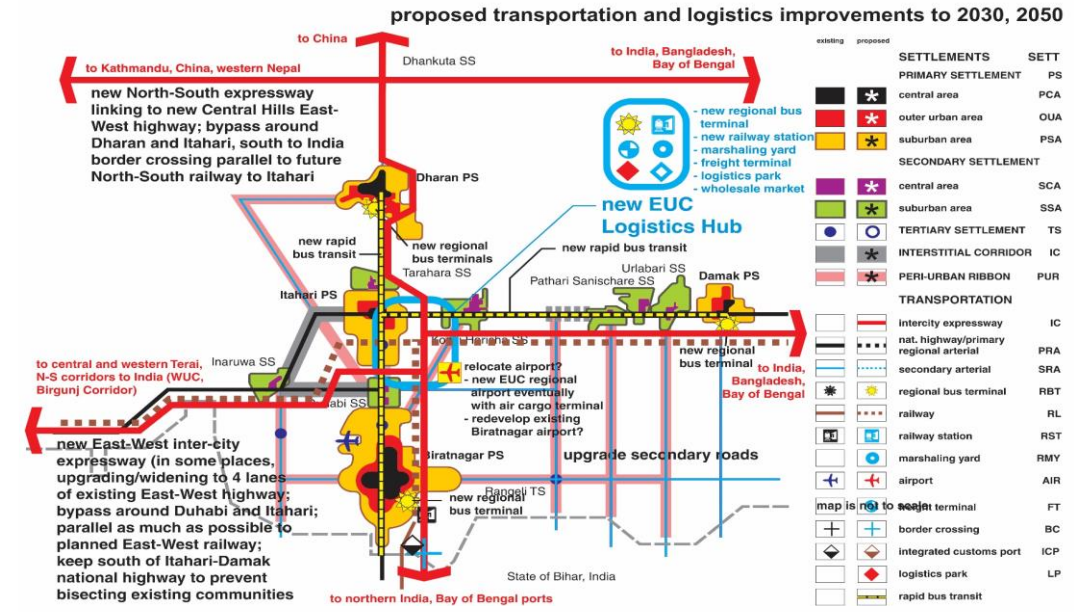 proposed transportation and logistics improvements to 2030, 2050
to China
Dhankuta SS
to Kathmandu, China, western Nepal
to India, Bangladesh,
Bay of Bengal
new North-South expressway
linking to new Central Hills East-
West highway; bypass around
Dharan and Itahari, south to India
border crossing parallel to future
North-South railway to Itahari
- new regional bus
terminal
- new railway station
- marshaling yard
- freight terminal
- logistics park
- wholesale market
new EUC
Logistics Hub
Dharan PS
new rapid
bus transit
new regional
bus terminals
Tarahara SS
new rapid bus transit
Urlabari SS
Pathari Sanischare SS
Damak PS
Itahari PS
to central and western Terai,
N-S corridors to India (WUC,
Birgunj Corridor)
Inaruwa SS
relocate airport?
- new EUC regional
airport eventually
with air cargo terminal
- redevelop existing
Biratnagar airport?
new regional
bus terminal
to India,
Bangladesh,
Bay of Bengal
new East-West inter-city
expressway (in some places,
upgrading/widening to 4 lanes
of existing East-West highway;
bypass around Duhabi and Itahari;
parallel as much as possible to
planned East-West railway;
keep south of Itahari-Damak
national highway to prevent
bisecting existing communities
Biratnagar PS
upgrade secondary roads
Rangeli TS
new regional
bus terminal
State of Bihar, India
to northern India, Bay of Bengal ports
existing proposed
SETTLEMENTS SETT
PRIMARY SETTLEMENT PS
central area PCA
outer urban area OUA
suburban area PSA
SECONDARY SETTLEMENT
central area SCA
suburban area SSA
TERTIARY SETTLEMENT TS
INTERSTITIAL CORRIDOR IC
PERI-URBAN RIBBON PUR
TRANSPORTATION
intercity expressway IC
nat. highway/primary
regional arterial PRA
secondary arterial SRA
regional bus terminal RBT
railway RL
railway station RST
marshaling yard RMY
airport AIR
map is not to scale
freight terminal FT
border crossing BC
integrated customs port ICP
logistics park LP
rapid bus transit